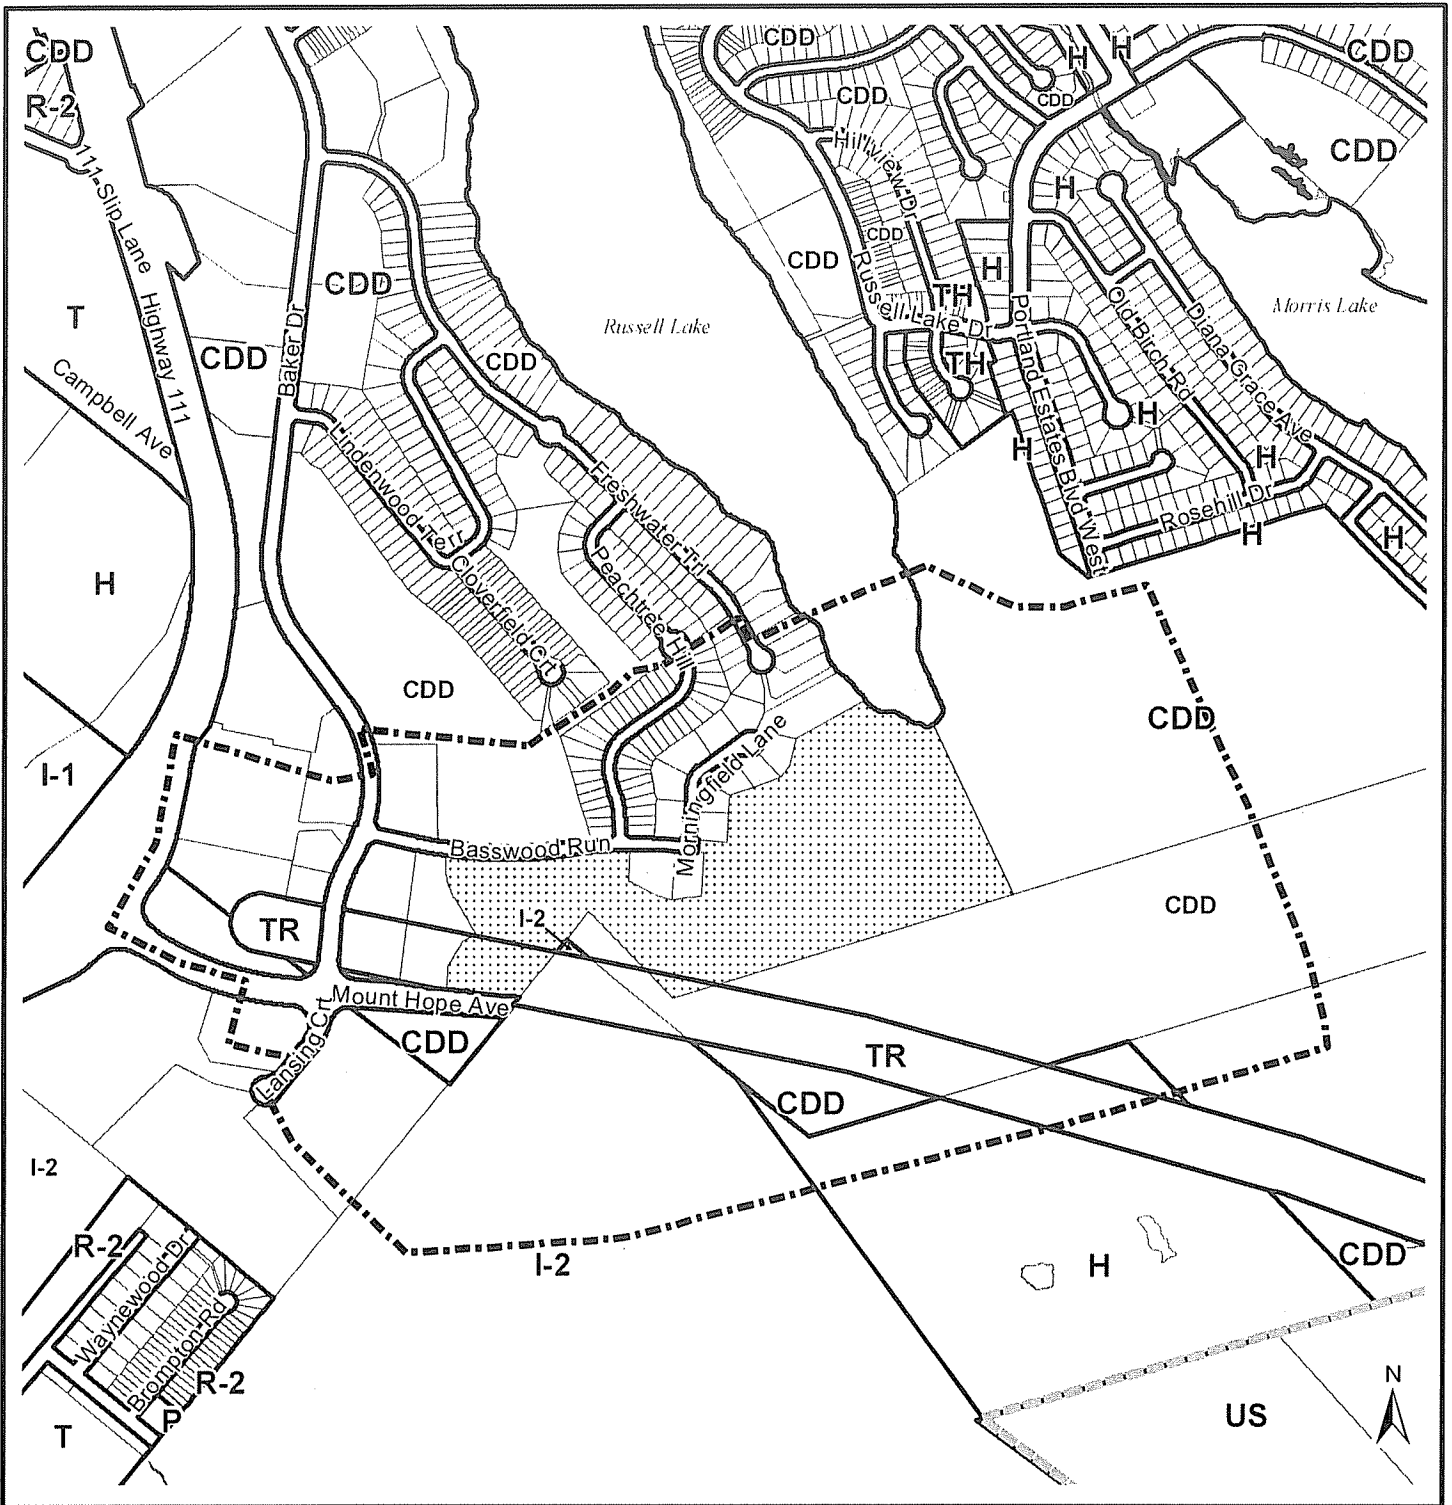 CDD
R-2
111-Slip Lane
Highway 111
T
Campbell Ave
CDD
Baker Dr
CDD
CDD
Russell Lake
CDD
CDD
CDD
H
H
CDD
CDD
Hillview Dr
CDD
CDD
H
H
TH
Russell Lake Dr
TH
Portland Estates Blvd West
Old Birch Rd
Diana Grace Ave
Morris Lake
H
H
H
Rosehill Dr
H
H
Lindenwood Terr
Cloverfield Crt
Freshwater Trl
Peachtree Hill
H
CDD
I-1
CDD
Morningfield Lane
Basswood Run
TR
I-2
CDD
Mount Hope Ave
Lansing Crt
CDD
TR
CDD
I-2
R-2
Waynewood Dr
Brompton Rd
R-2
P
T
I-2
H
CDD
US
N